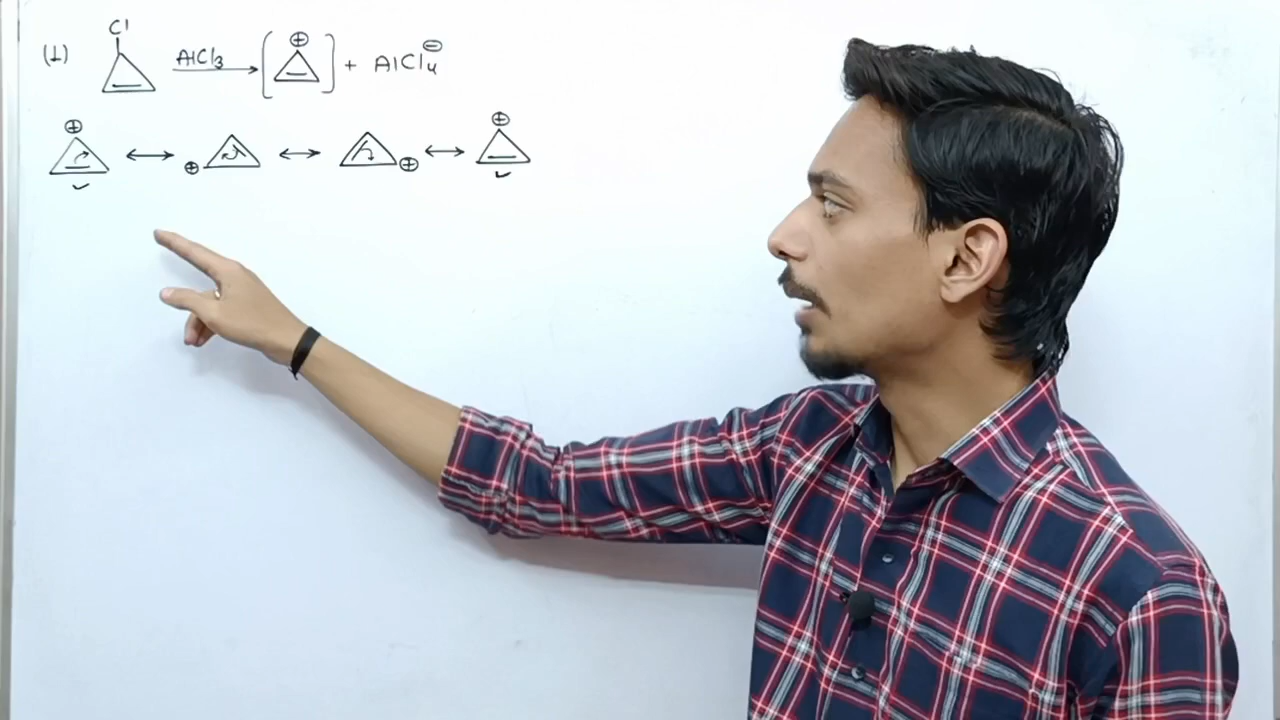 Cl
(1) AlCl₃ ⊕ + AlCl₄⊖
⊕ ⊕ ⊕ ⊕